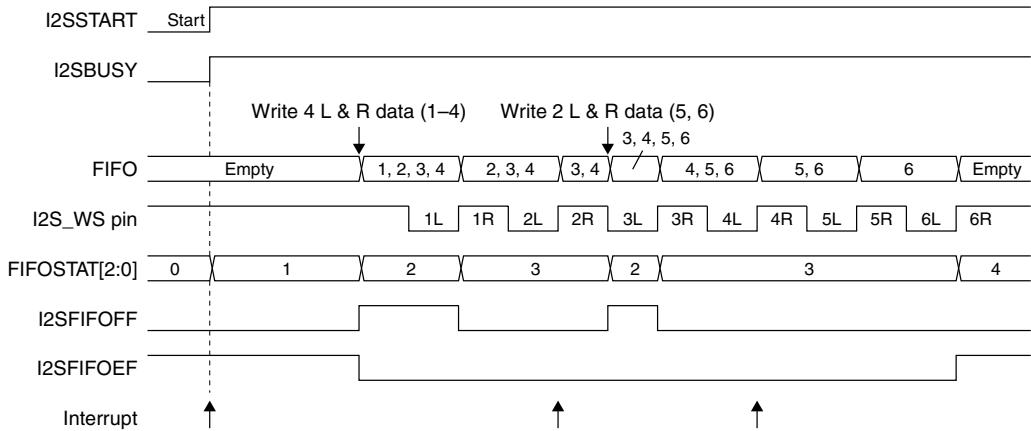 I2SSTART Start
I2SBUSY
Write 4 L & R data (1–4) Write 2 L & R data (5, 6)
3, 4, 5, 6
FIFO Empty 1, 2, 3, 4 2, 3, 4 3, 4 4, 5, 6 5, 6 6 Empty
I2S_WS pin 1L 1R 2L 2R 3L 3R 4L 4R 5L 5R 6L 6R
FIFOSTAT[2:0] 0 1 2 3 2 3 4
I2SFIFOFF
I2SFIFOEF
Interrupt